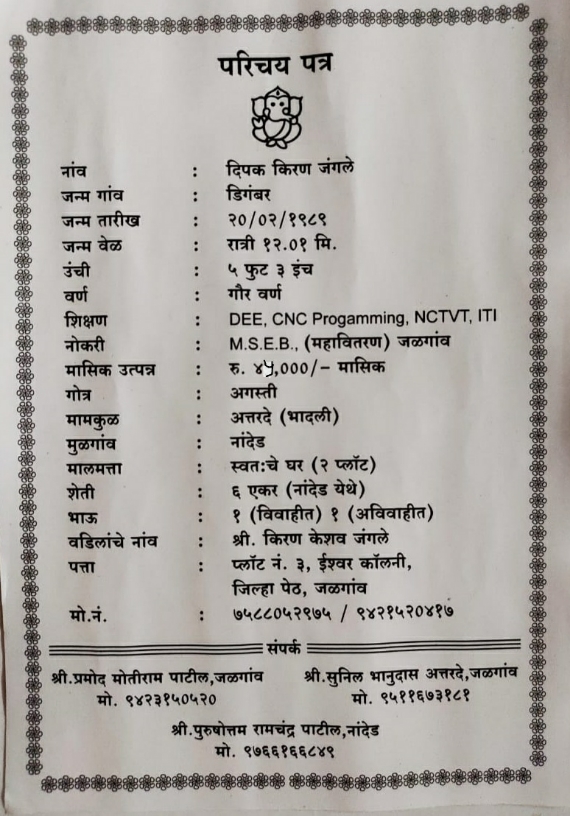 परिचय पत्र
नांव : दिपक किरण जंगले
जन्म गांव : डिगंबर
जन्म तारीख : २०/०२/१९८९
जन्म वेळ : रात्री १२.०१ मि.
उंची : ५ फुट ३ इंच
वर्ण : गौर वर्ण
शिक्षण : DEE, CNC Progamming, NCTVT, ITI
नोकरी : M.S.E.B., (महावितरण) जळगांव
मासिक उत्पन्न : रु. ४५,०००/- मासिक
गोत्र : अगस्ती
मामकुळ : अत्तरदे (भादली)
मुळगांव : नांदेड
मालमत्ता : स्वतःचे घर (२ प्लॉट)
शेती : ६ एकर (नांदेड येथे)
भाऊ : १ (विवाहीत) १ (अविवाहीत)
वडिलांचे नांव : श्री. किरण केशव जंगले
पत्ता : प्लॉट नं. ३, ईश्वर कॉलनी,
जिल्हा पेठ, जळगांव
मो.नं. : ७५८८०५२९७५ / ९४२१५२०४१७
संपर्क
श्री.प्रमोद मोतीराम पाटील,जळगांव श्री.सुनिल भानुदास अत्तरदे,जळगांव
मो. ९४२३१५०५२० मो. ९५११६७३१८१
श्री.पुरुषोत्तम रामचंद्र पाटील,नांदेड
मो. ९७६६१६६८४९